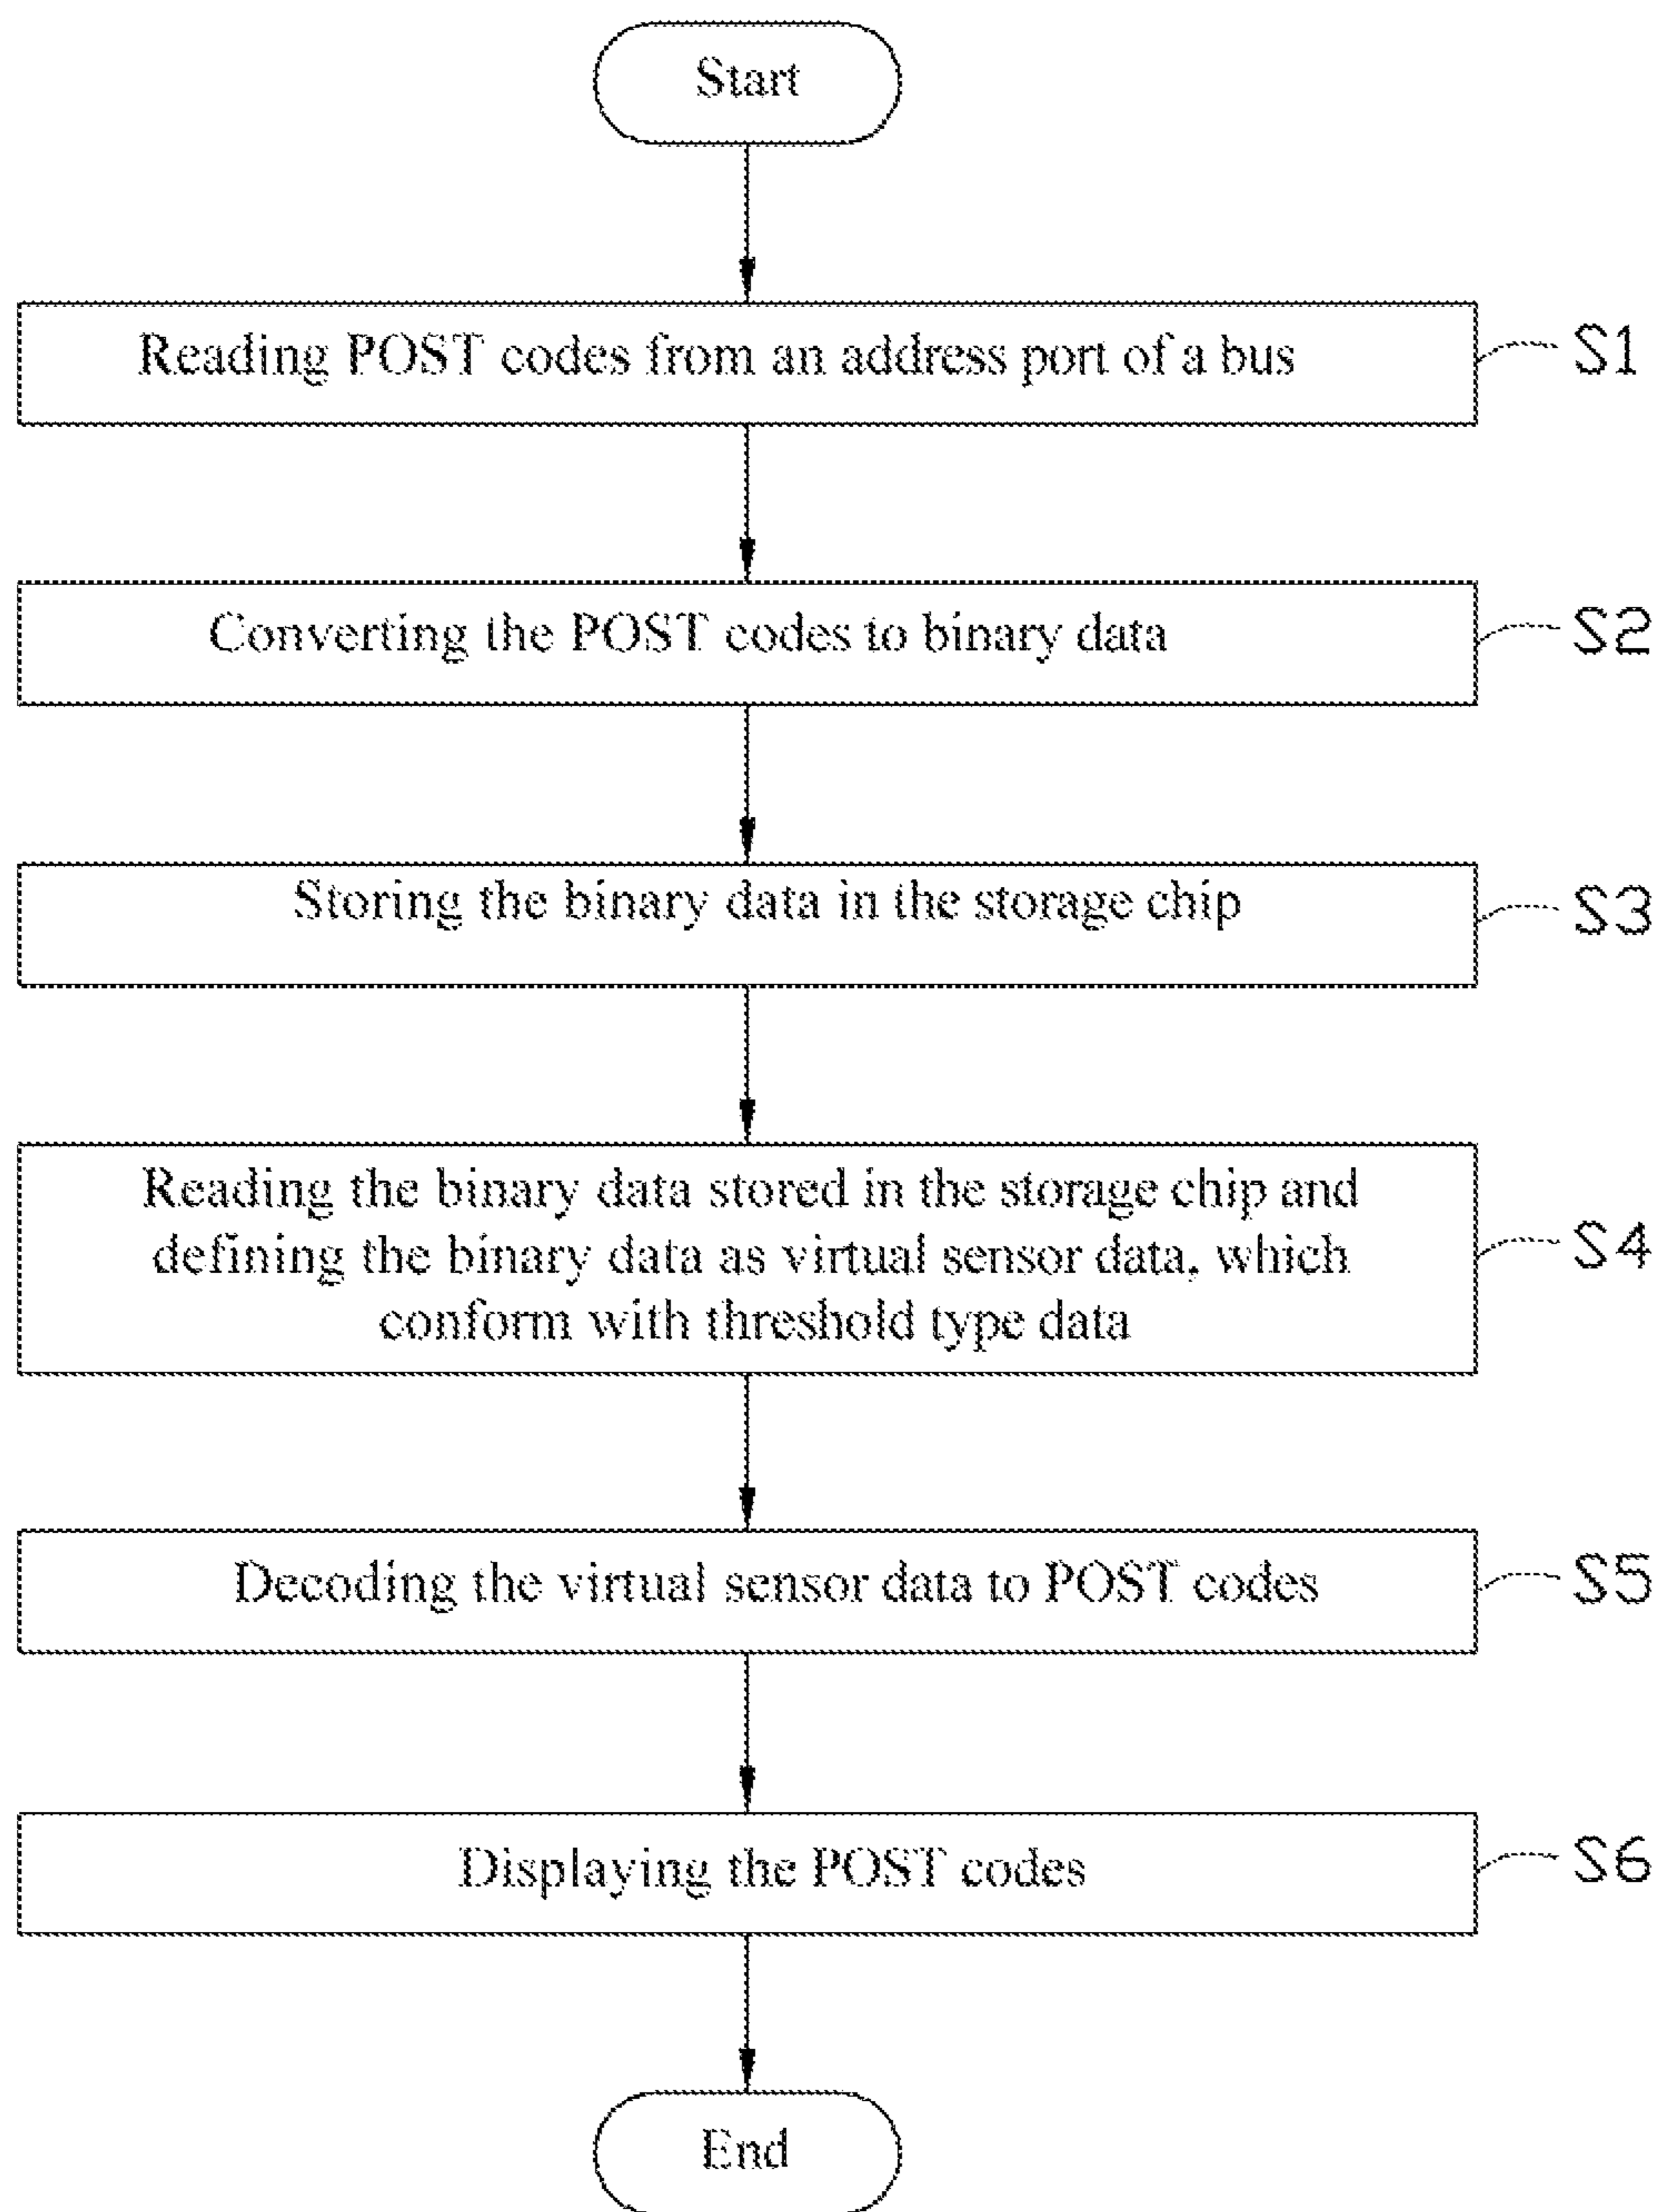 Start
Reading POST codes from an address port of a bus
S1
Converting the POST codes to binary data
S2
Storing the binary data in the storage chip
S3
Reading the binary data stored in the storage chip and
defining the binary data as virtual sensor data, which
conform with threshold type data
S4
Decoding the virtual sensor data to POST codes
S5
Displaying the POST codes
S6
End